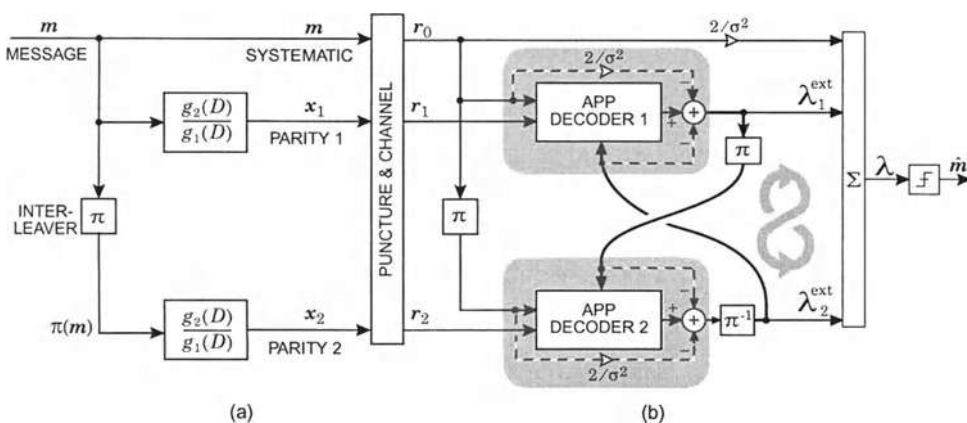 m
MESSAGE
m
SYSTEMATIC
INTER-
LEAVER
π
π(m)
g₂(D)
g₁(D)
x₁
PARITY 1
g₂(D)
g₁(D)
x₂
PARITY 2
PUNCTURE & CHANNEL
r₀
r₁
r₂
π
2/σ²
2/σ²
APP
DECODER 1
−
+
+
−
π
APP
DECODER 2
−
+
+
−
2/σ²
π⁻¹
λ₁ᵉˣᵗ
λ₂ᵉˣᵗ
Σ
λ
m̂
(a)
(b)